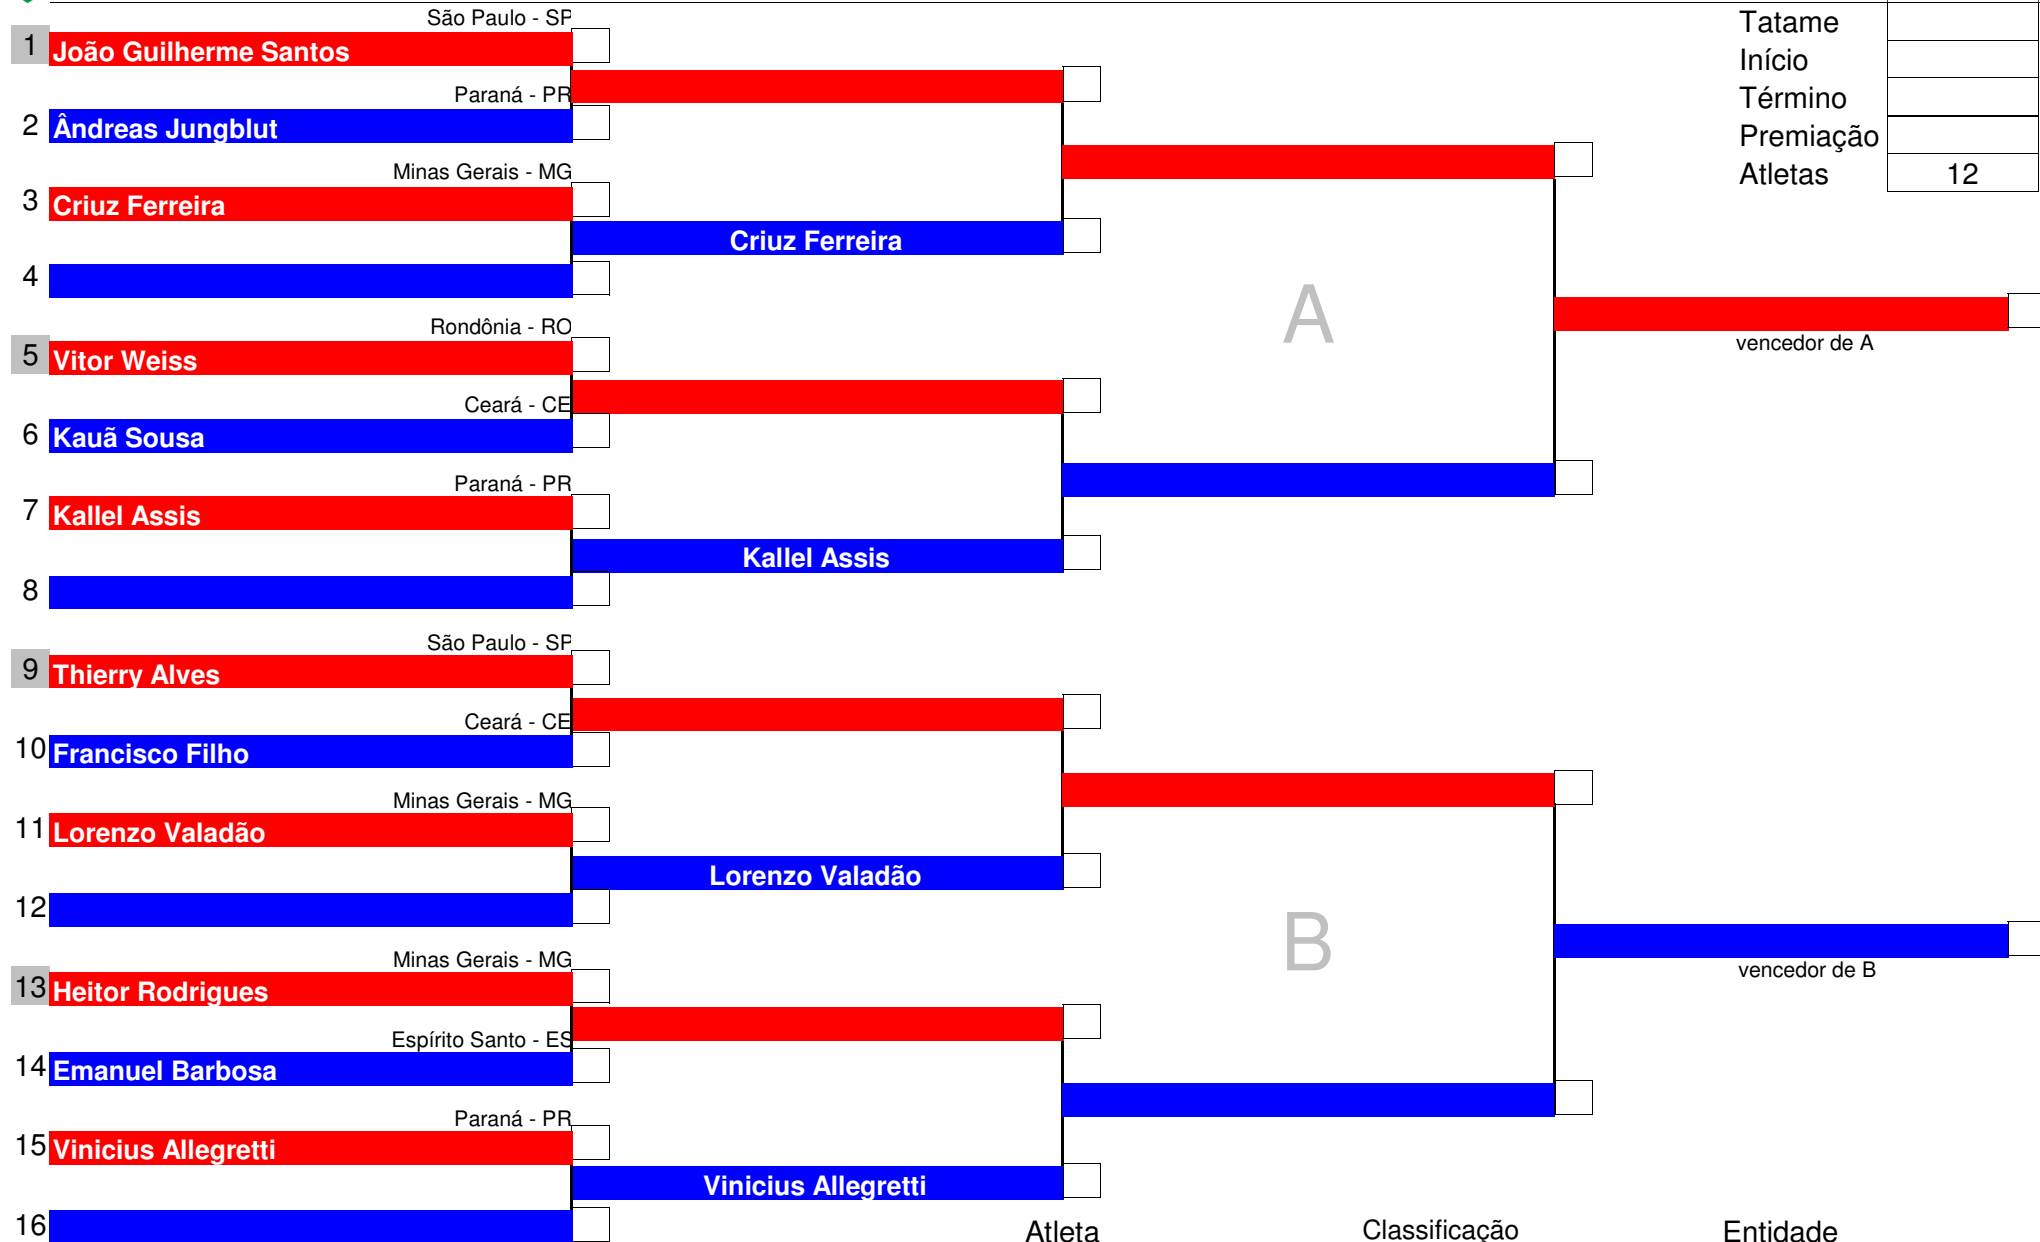 São Paulo - SP
Tatame
1 João Guilherme Santos
Início
Paraná - PR
Término
2 Ândreas Jungblut
Premiação
Minas Gerais - MG
Atletas 12
3 Criuz Ferreira
Criuz Ferreira
4
A
Rondônia - RO
vencedor de A
5 Vitor Weiss
Ceará - CE
6 Kauã Sousa
Paraná - PR
7 Kallel Assis
Kallel Assis
8
São Paulo - SP
9 Thierry Alves
Ceará - CE
10 Francisco Filho
Minas Gerais - MG
11 Lorenzo Valadão
Lorenzo Valadão
12
B
Minas Gerais - MG
vencedor de B
13 Heitor Rodrigues
Espírito Santo - ES
14 Emanuel Barbosa
Paraná - PR
15 Vinicius Allegretti
Vinicius Allegretti
16
Atleta Classificação Entidade